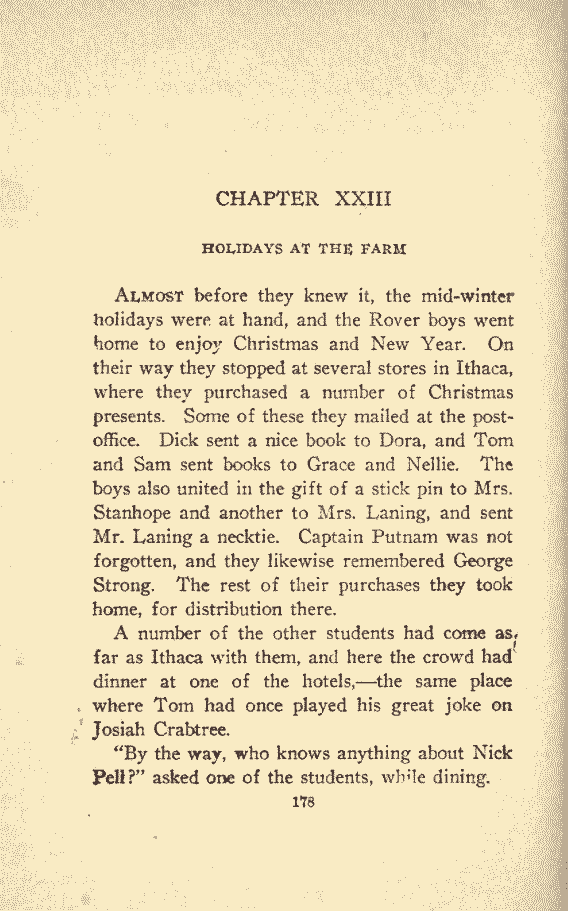 CHAPTER XXIII
HOLIDAYS AT THE FARM
ALMOST before they knew it, the mid-winter
holidays were at hand, and the Rover boys went
home to enjoy Christmas and New Year. On
their way they stopped at several stores in Ithaca,
where they purchased a number of Christmas
presents. Some of these they mailed at the post-
office. Dick sent a nice book to Dora, and Tom
and Sam sent books to Grace and Nellie. The
boys also united in the gift of a stick pin to Mrs.
Stanhope and another to Mrs. Laning, and sent
Mr. Laning a necktie. Captain Putnam was not
forgotten, and they likewise remembered George
Strong. The rest of their purchases they took
home, for distribution there.
A number of the other students had come as
far as Ithaca with them, and here the crowd had
dinner at one of the hotels,—the same place
where Tom had once played his great joke on
Josiah Crabtree.
"By the way, who knows anything about Nick
Pell?" asked one of the students, while dining.
178